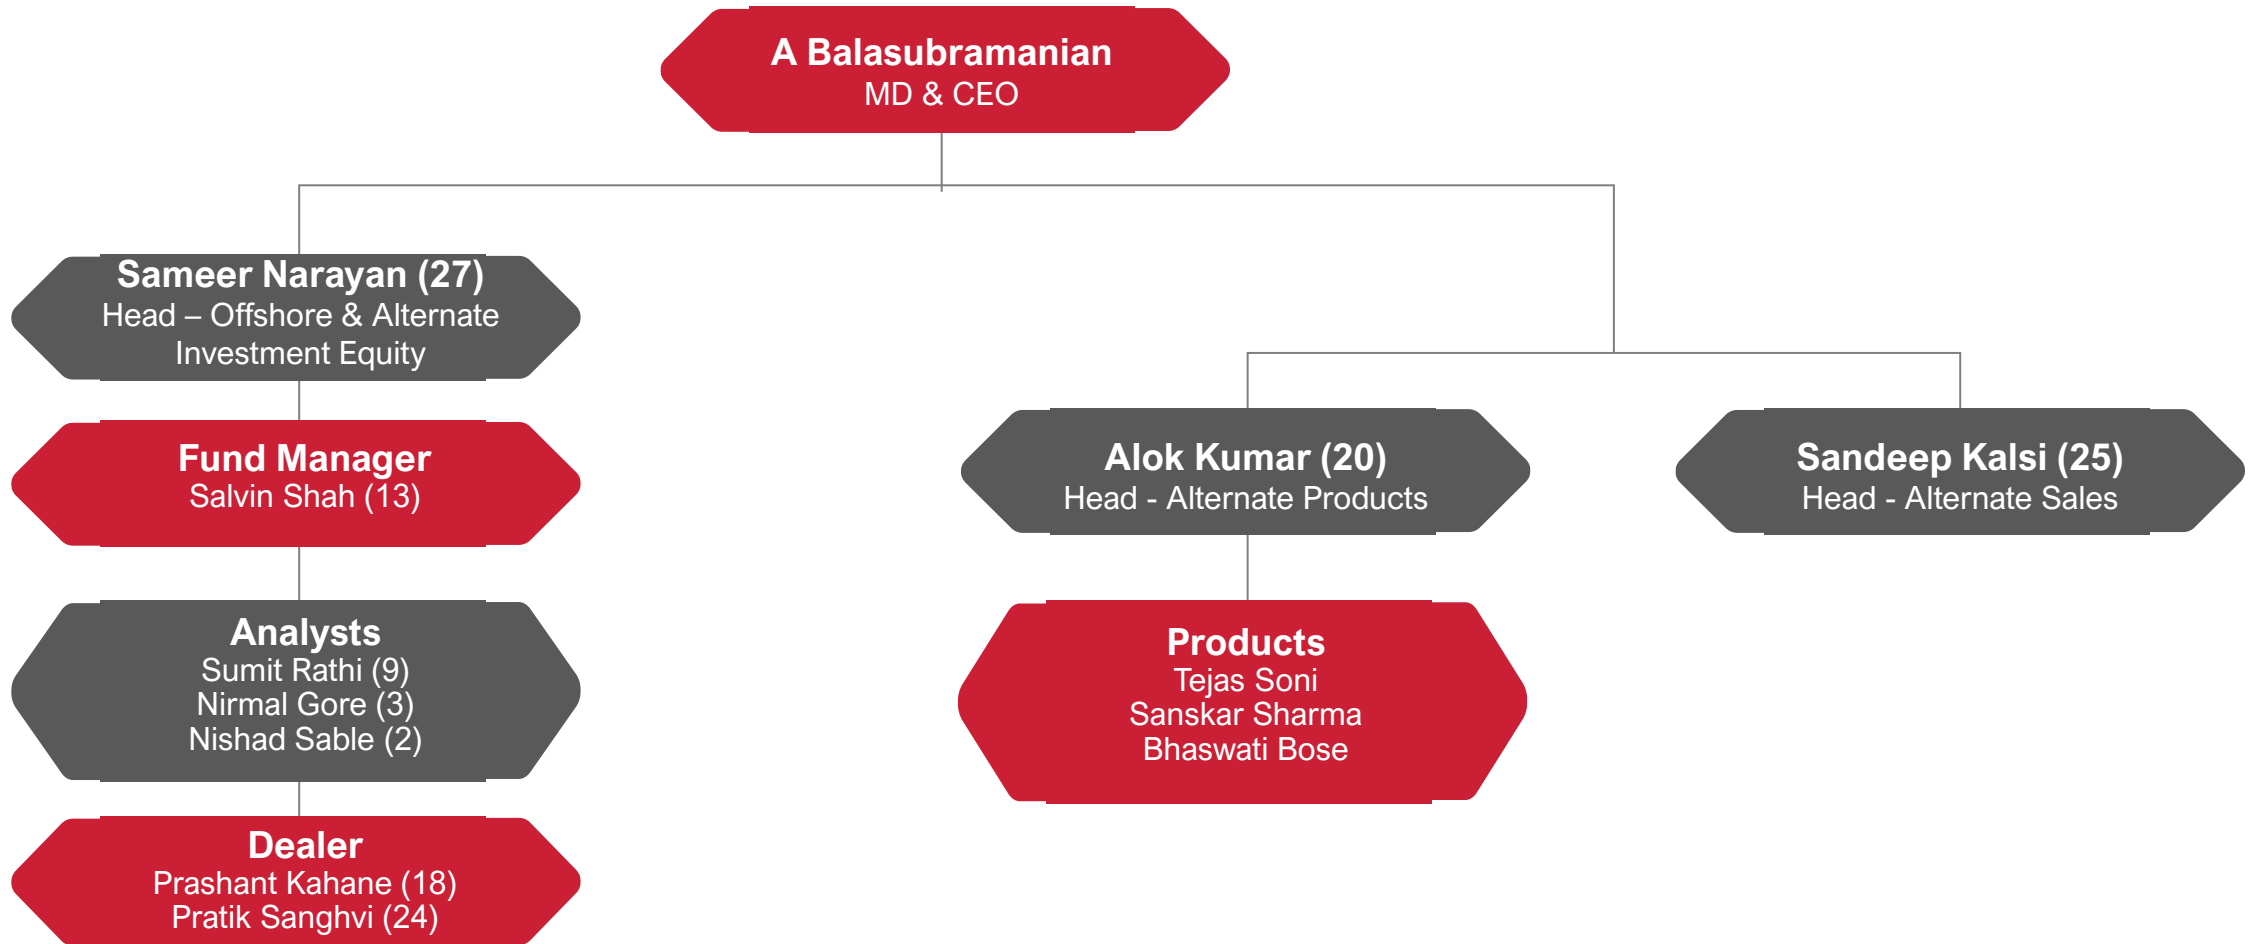 A Balasubramanian
MD & CEO
Sameer Narayan (27)
Head – Offshore & Alternate
Investment Equity
Fund Manager
Salvin Shah (13)
Analysts
Sumit Rathi (9)
Nirmal Gore (3)
Nishad Sable (2)
Dealer
Prashant Kahane (18)
Pratik Sanghvi (24)
Alok Kumar (20)
Head - Alternate Products
Products
Tejas Soni
Sanskar Sharma
Bhaswati Bose
Sandeep Kalsi (25)
Head - Alternate Sales